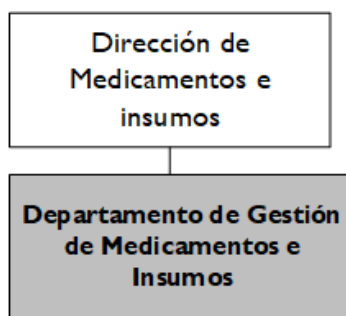 Dirección de
Medicamentos e
insumos
Departamento de Gestión
de Medicamentos e
Insumos